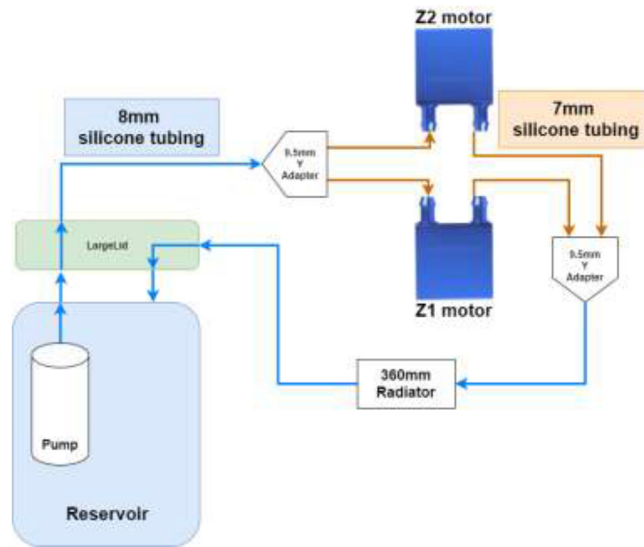 Z2 motor
8mm
silicone tubing
7mm
silicone tubing
9.5mm
Y
Adapter
LargeLid
9.5mm
Y
Adapter
Z1 motor
360mm
Radiator
Pump
Reservoir